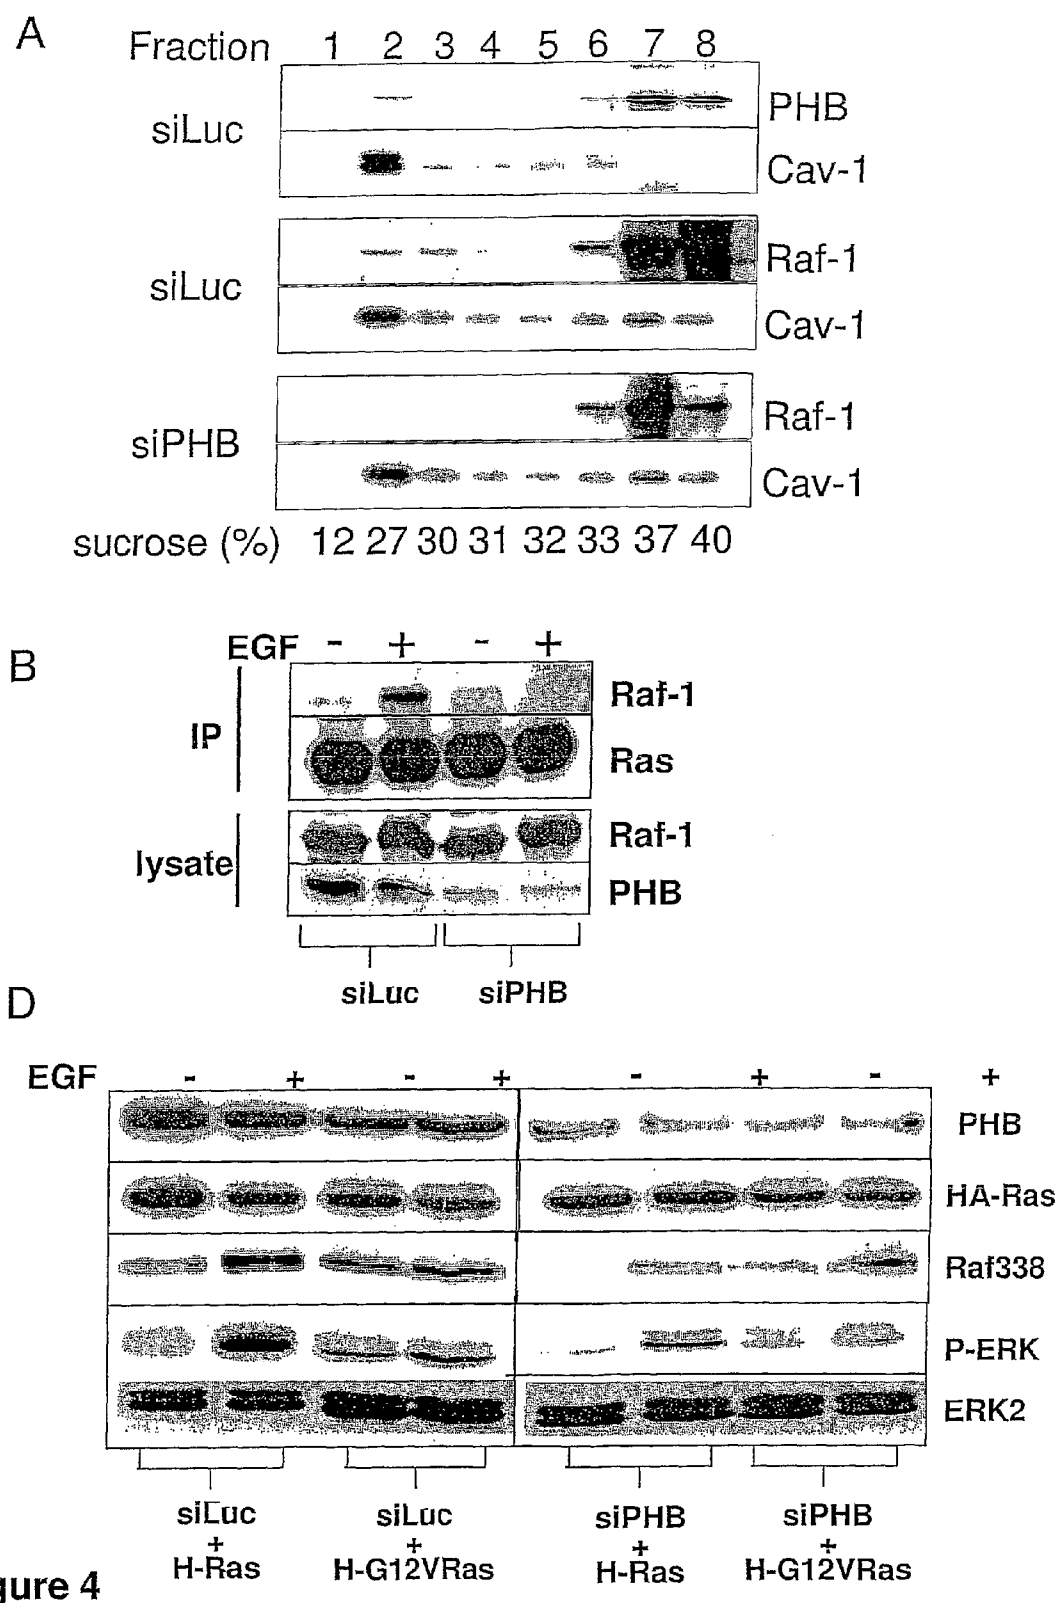 A
Fraction 1 2 3 4 5 6 7 8
siLuc
PHB
Cav-1
siLuc
Raf-1
Cav-1
siPHB
Raf-1
Cav-1
sucrose (%) 12 27 30 31 32 33 37 40
B
EGF - + - +
IP
Raf-1
Ras
lysate
Raf-1
PHB
siLuc siPHB
D
EGF - + - + - + - +
PHB
HA-Ras
Raf338
P-ERK
ERK2
siLuc siLuc siPHB siPHB
+ + + +
H-Ras H-G12VRas H-Ras H-G12VRas
gure 4